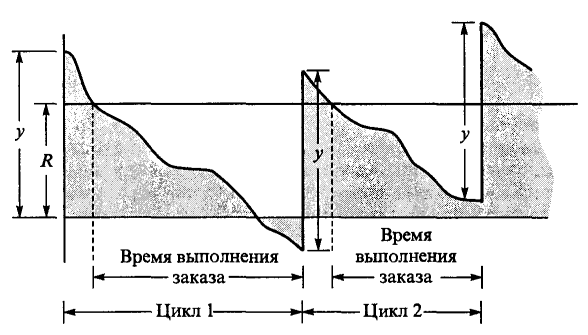 y
R
y
y
Время выполнения
заказа
Время
выполнения
заказа
Цикл 1
Цикл 2